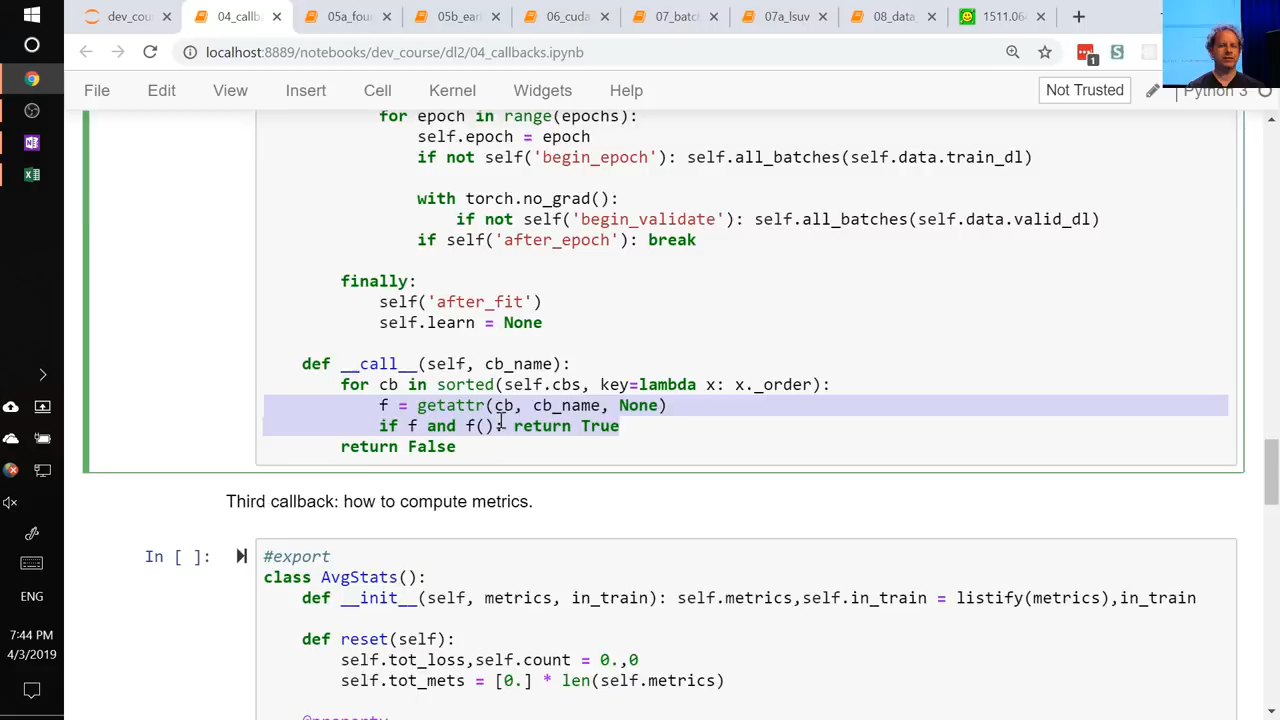 dev_cou
04_callb
05a_fou
05b_earl
06_cuda
07_batc
07a_lsuv
08_data
1511.06
localhost:8889/notebooks/dev_course/dl2/04_callbacks.ipynb
1
File Edit View Insert Cell Kernel Widgets Help
Not Trusted
Python 3
for epoch in range(epochs):
self.epoch = epoch
if not self('begin_epoch'): self.all_batches(self.data.train_dl)
with torch.no_grad():
if not self('begin_validate'): self.all_batches(self.data.valid_dl)
if self('after_epoch'): break
finally:
self('after_fit')
self.learn = None
def __call__(self, cb_name):
for cb in sorted(self.cbs, key=lambda x: x._order):
f = getattr(cb, cb_name, None)
if f and f(): return True
return False
Third callback: how to compute metrics.
In [ ]:
#export
class AvgStats():
def __init__(self, metrics, in_train): self.metrics,self.in_train = listify(metrics),in_train
def reset(self):
self.tot_loss,self.count = 0.,0
self.tot_mets = [0.] * len(self.metrics)
@property
ENG
7:44 PM
4/3/2019